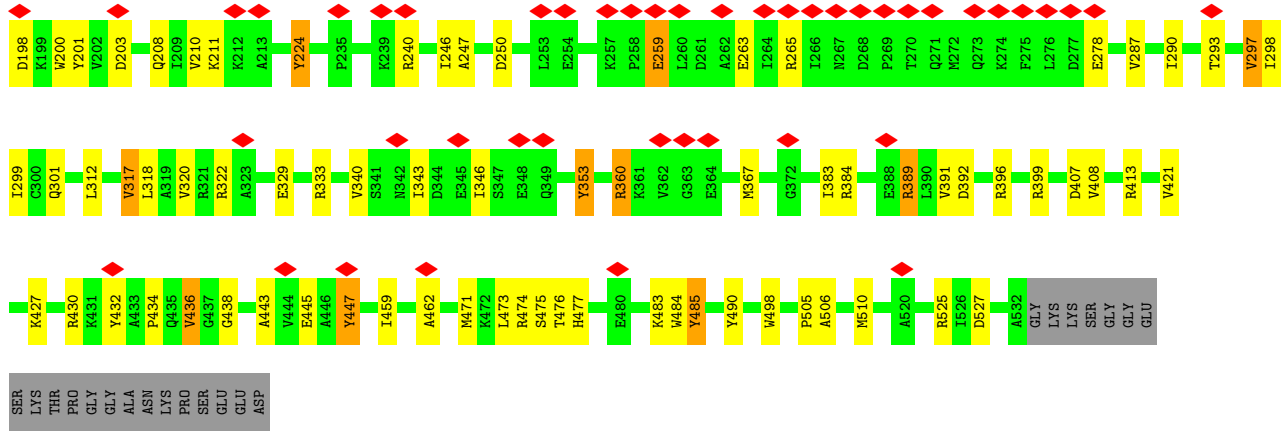 D198 K199 W200 Y201 V202 D203 Q208 I209 V210 K211 K212 A213 Y224 P235 K239 R240 I246 A247 D250 L253 E254 K257 P258 E259 L260 D261 A262 E263 I264 R265 I266 N267 D268 P269 T270 Q271 M272 Q273 K274 F275 L276 D277 E278 V287 I290 T293 V297 I298
I299 C300 Q301 L312 V317 L318 A319 V320 R321 R322 A323 E329 R333 V340 S341 N342 I343 D344 E345 I346 S347 E348 Q349 Y353 R360 K361 V362 G363 E364 M367 G372 I383 R384 E388 R389 L390 V391 D392 R396 R399 D407 V408 R413 V421
K427 R430 K431 Y432 A433 P434 Q435 V436 G437 G438 A443 V444 E445 A446 Y447 I459 A462 M471 K472 L473 R474 S475 T476 H477 E480 K483 W484 Y485 Y490 W498 P505 A506 M510 A520 R525 I526 D527 A532 GLY LYS LYS SER GLY GLY GLU
SER LYS THR PRO GLY GLY ALA ASN LYS PRO SER GLU GLU ASP